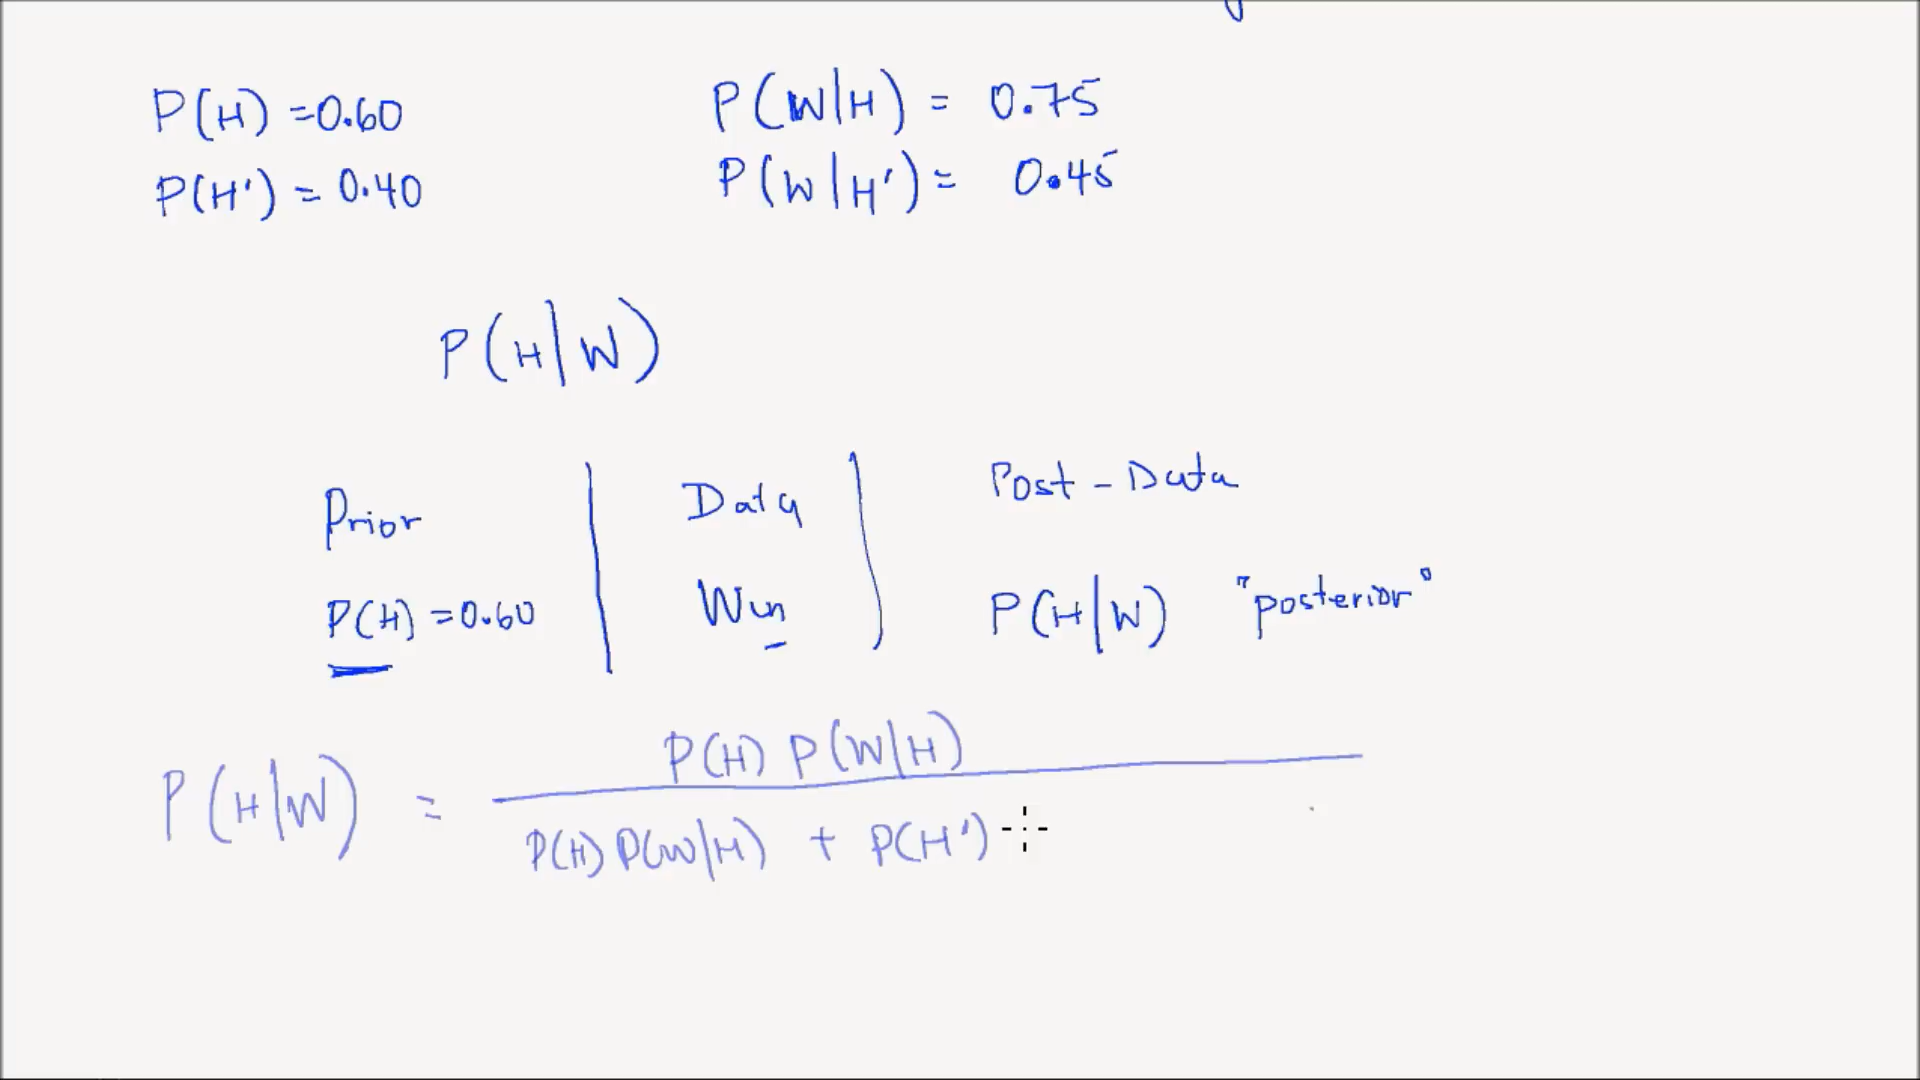 P(H) = 0.60
P(W|H) = 0.75
P(H') = 0.40
P(W|H') = 0.45
P(H|W)
Prior
Data
Post-Data
P(H) = 0.60
Win
P(H|W) "posterior"
P(H) P(W|H)
P(H|W) =
P(H) P(W|H) + P(H')